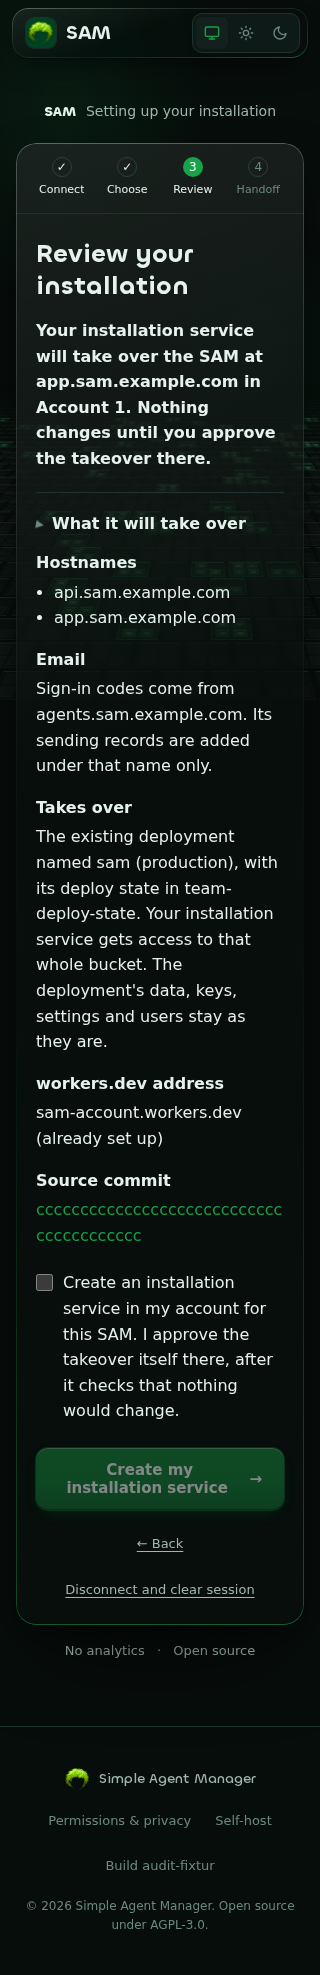 SAM
SAM Setting up your installation
✓ ✓ 3 4
Connect Choose Review Handoff
Review your
installation
Your installation service
will take over the SAM at
app.sam.example.com in
Account 1. Nothing
changes until you approve
the takeover there.
What it will take over
Hostnames
• api.sam.example.com
• app.sam.example.com
Email
Sign-in codes come from
agents.sam.example.com. Its
sending records are added
under that name only.
Takes over
The existing deployment
named sam (production), with
its deploy state in team-
deploy-state. Your installation
service gets access to that
whole bucket. The
deployment's data, keys,
settings and users stay as
they are.
workers.dev address
sam-account.workers.dev
(already set up)
Source commit
cccccccccccccccccccccccccccc
cccccccccccc
Create an installation
service in my account for
this SAM. I approve the
takeover itself there, after
it checks that nothing
would change.
Create my
installation service →
← Back
Disconnect and clear session
No analytics · Open source
Simple Agent Manager
Permissions & privacy Self-host
Build audit-fixtur
© 2026 Simple Agent Manager. Open source
under AGPL-3.0.